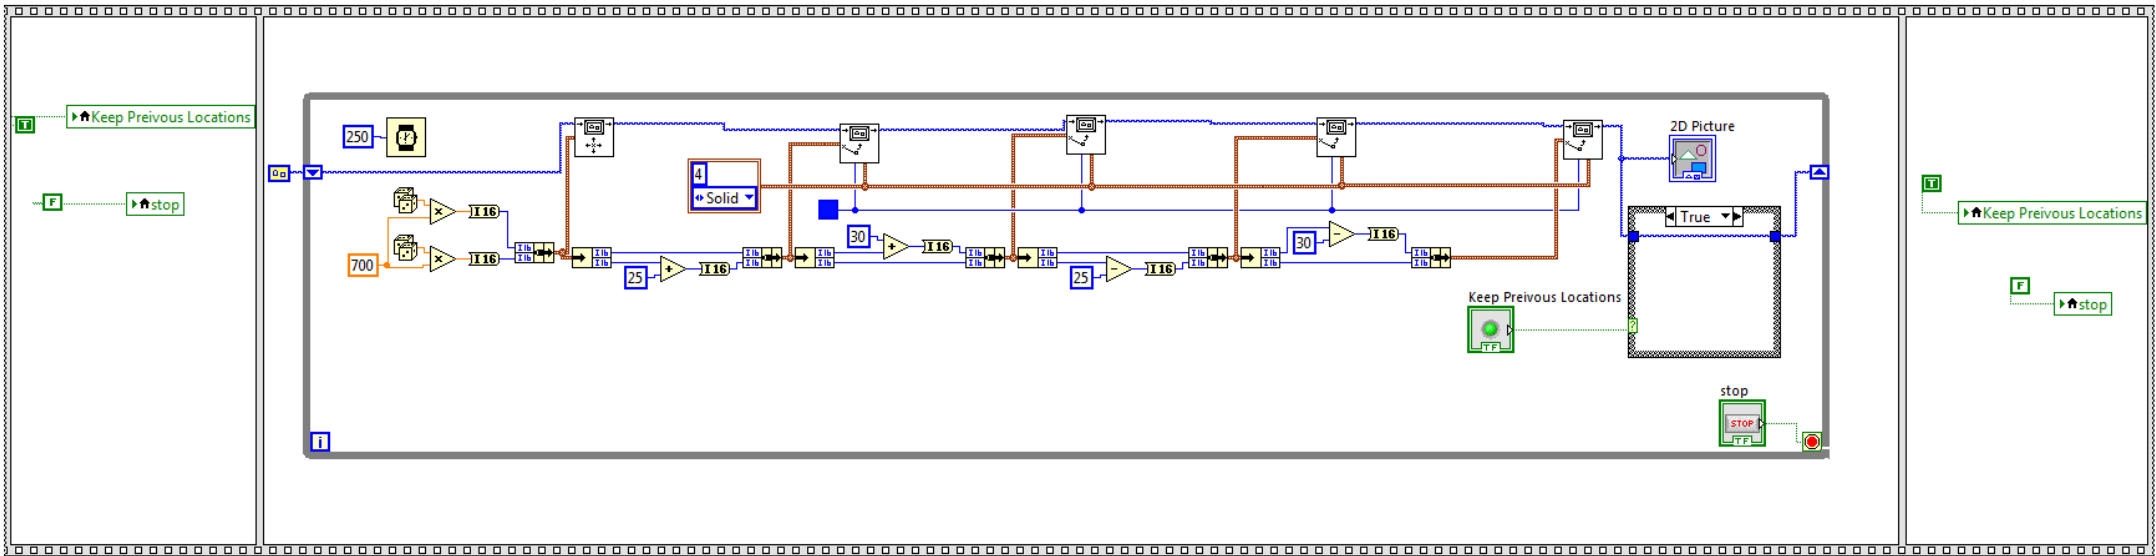 T
Keep Preivous Locations
F
stop
250
700
I16
I16
4
Solid
25
I16
30
I16
25
I16
30
I16
2D Picture
True
Keep Preivous Locations
TF
?
stop
STOP
TF
i
T
Keep Preivous Locations
F
stop